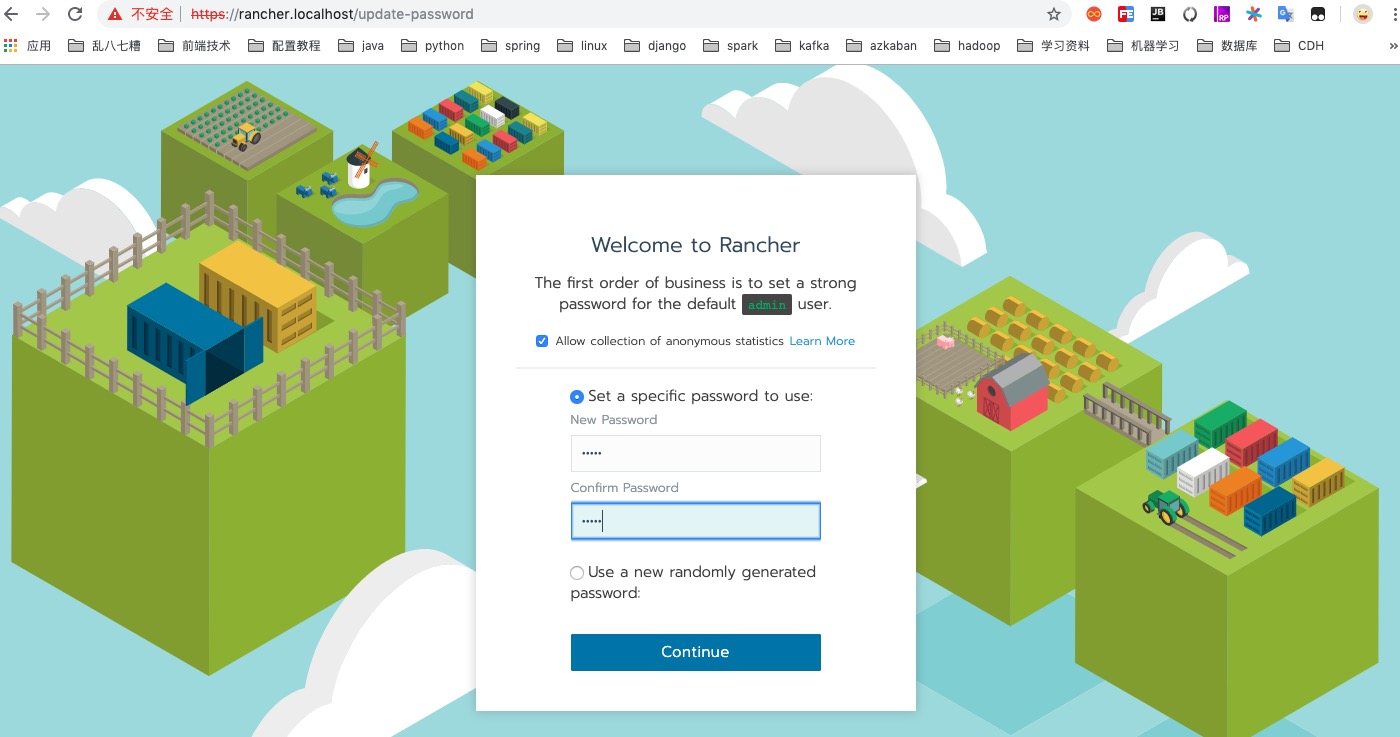 不安全 https://rancher.localhost/update-password
应用 乱八七糟 前端技术 配置教程 java python spring linux django spark kafka azkaban hadoop 学习资料 机器学习 数据库 CDH »
Welcome to Rancher
The first order of business is to set a strong
password for the default admin user.
Allow collection of anonymous statistics Learn More
Set a specific password to use:
New Password
•••••
Confirm Password
•••••
Use a new randomly generated
password:
Continue